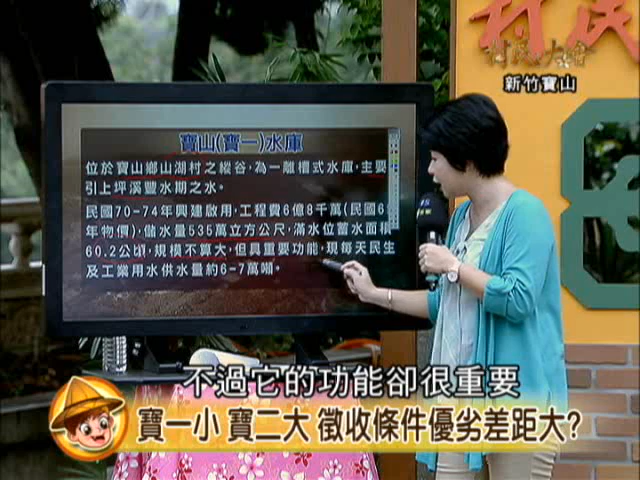 村民
村民大會
新竹寶山
寶山(寶一)水庫
位於寶山鄉山湖村之縱谷，為一離槽式水庫，主要
引上坪溪豐水期之水。
民國70-74年興建啟用，工程費6億8千萬(民國6
年物價)，儲水量535萬立方公尺，滿水位蓄水面積
60.2公頃，規模不算大，但具重要功能，現每天民生
及工業用水供水量約6-7萬噸。
不過它的功能卻很重要
寶一小 寶二大 徵收條件優劣差距大?